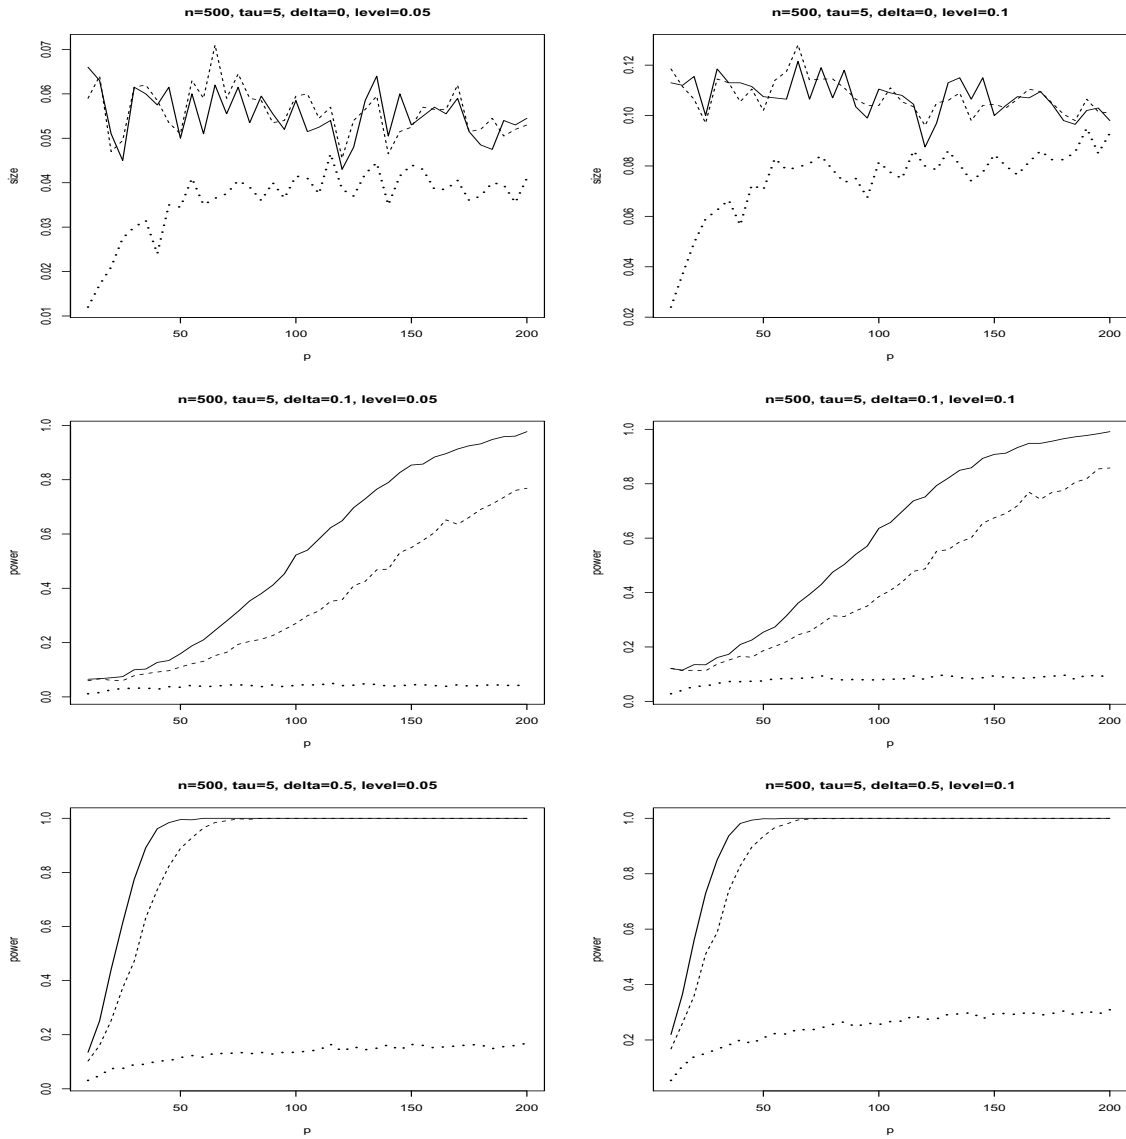 n=500, tau=5, delta=0, level=0.05
size
0.07
0.06
0.05
0.04
0.03
0.02
0.01
50 100 150 200
p
n=500, tau=5, delta=0, level=0.1
size
0.12
0.10
0.08
0.06
0.04
0.02
50 100 150 200
p
n=500, tau=5, delta=0.1, level=0.05
power
1.0
0.8
0.6
0.4
0.2
0.0
50 100 150 200
p
n=500, tau=5, delta=0.1, level=0.1
power
1.0
0.8
0.6
0.4
0.2
0.0
50 100 150 200
p
n=500, tau=5, delta=0.5, level=0.05
power
1.0
0.8
0.6
0.4
0.2
0.0
50 100 150 200
p
n=500, tau=5, delta=0.5, level=0.1
power
1.0
0.8
0.6
0.4
0.2
50 100 150 200
p